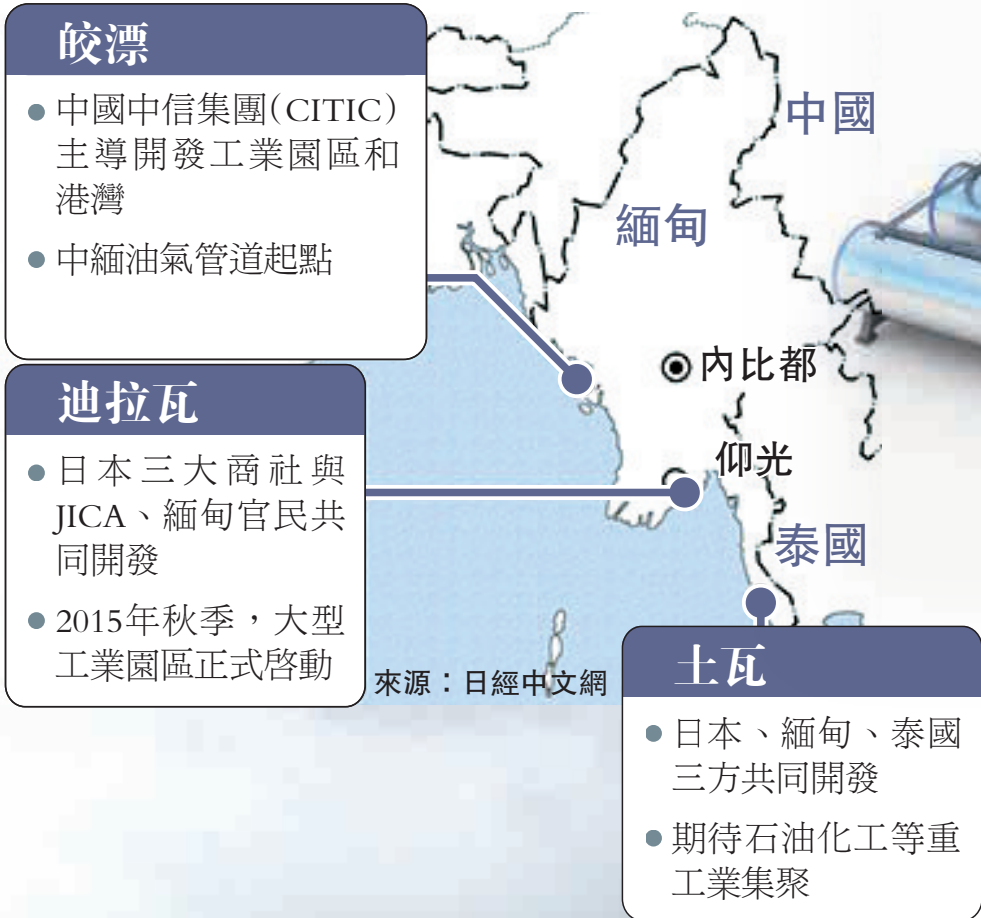 皎漂
中國中信集團(CITIC)
主導開發工業園區和
港灣
中緬油氣管道起點
中國
緬甸
內比都
仰光
泰國
迪拉瓦
日本三大商社與
JICA、緬甸官民共
同開發
2015年秋季，大型
工業園區正式啓動
來源：日經中文網
土瓦
日本、緬甸、泰國
三方共同開發
期待石油化工等重
工業集聚